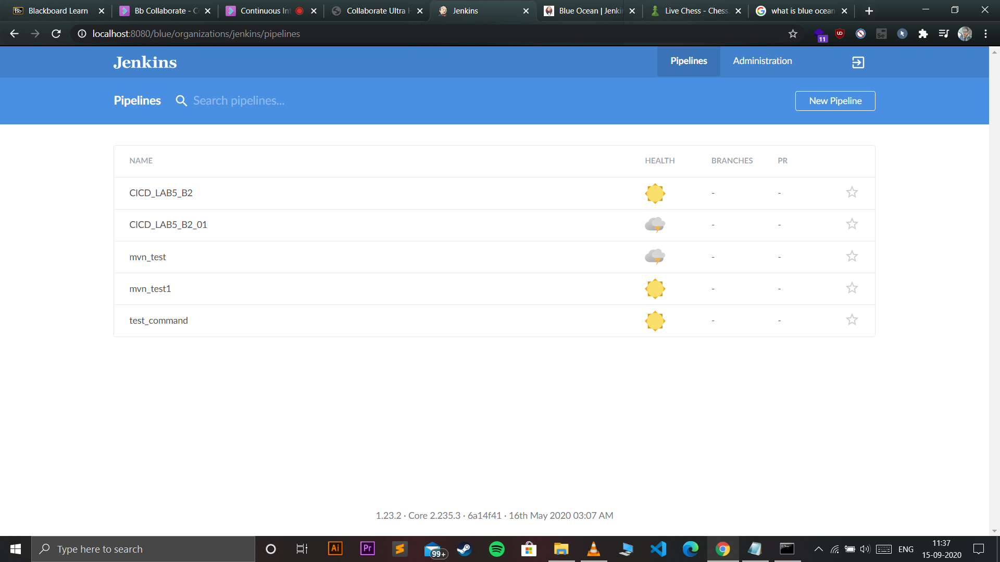 Blackboard Learn
Bb Collaborate - C
Continuous Int
Collaborate Ultra H
Jenkins
Blue Ocean | Jenki
Live Chess - Chess.
what is blue ocean
localhost:8080/blue/organizations/jenkins/pipelines
11
Jenkins
Pipelines
Administration
Pipelines
Search pipelines...
New Pipeline
NAME
HEALTH
BRANCHES
PR
CICD_LAB5_B2
-
-
CICD_LAB5_B2_01
-
-
mvn_test
-
-
mvn_test1
-
-
test_command
-
-
1.23.2 · Core 2.235.3 · 6a14f41 · 16th May 2020 03:07 AM
Type here to search
Ai
Pr
99+
ENG
11:37
15-09-2020